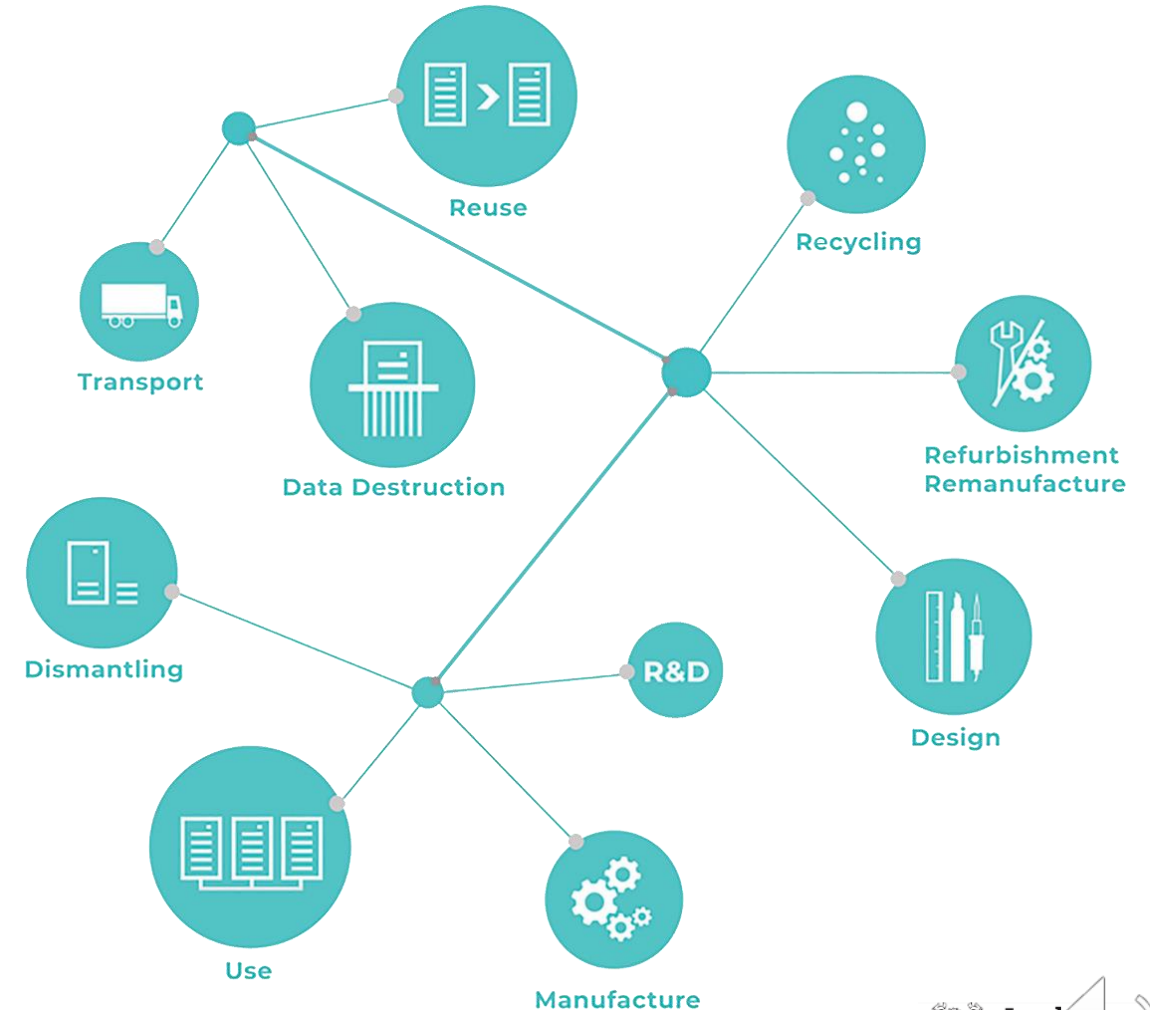 Reuse
Recycling
Transport
Refurbishment
Remanufacture
Data Destruction
Dismantling
R&D
Design
Use
Manufacture